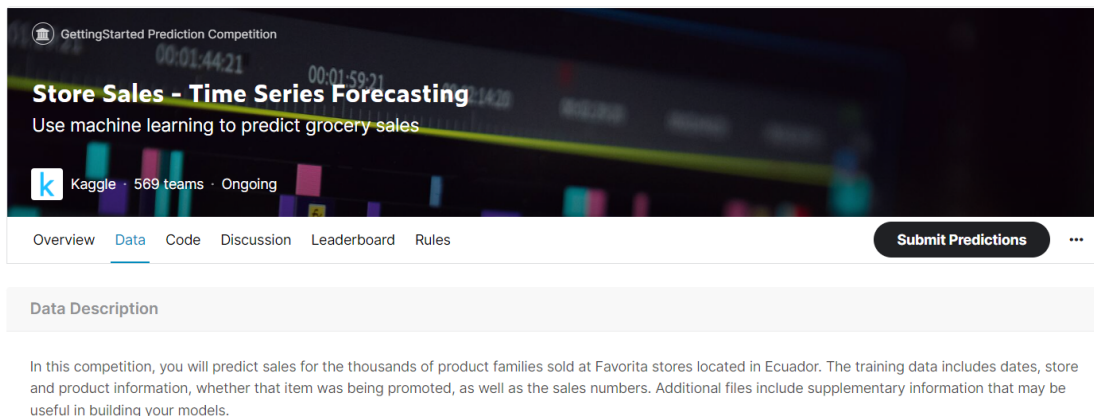 GettingStarted Prediction Competition
00:01:44:21
00:01:59:21
02:14:20
Store Sales - Time Series Forecasting
Use machine learning to predict grocery sales
k Kaggle · 569 teams · Ongoing
Overview Data Code Discussion Leaderboard Rules Submit Predictions ...
Data Description
In this competition, you will predict sales for the thousands of product families sold at Favorita stores located in Ecuador. The training data includes dates, store
and product information, whether that item was being promoted, as well as the sales numbers. Additional files include supplementary information that may be
useful in building your models.